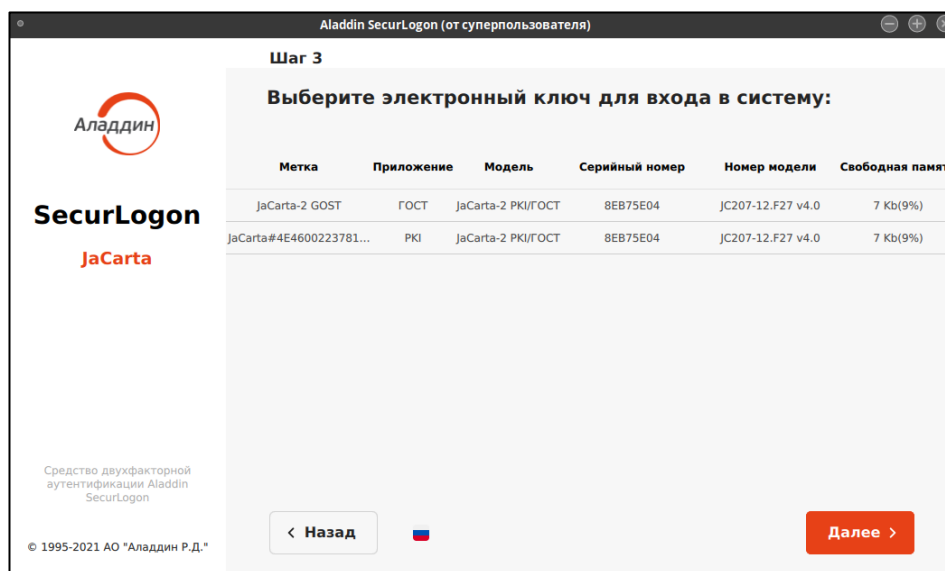 Aladdin SecurLogon (от суперпользователя)
Шаг 3
Выберите электронный ключ для входа в систему:
Аладдин
SecurLogon
JaCarta
Метка Приложение Модель Серийный номер Номер модели Свободная памят
JaCarta-2 GOST ГОСТ JaCarta-2 PKI/ГОСТ 8EB75E04 JC207-12.F27 v4.0 7 Kb(9%)
JaCarta#4E4600223781... PKI JaCarta-2 PKI/ГОСТ 8EB75E04 JC207-12.F27 v4.0 7 Kb(9%)
Средство двухфакторной
аутентификации Aladdin
SecurLogon
© 1995-2021 АО "Аладдин Р.Д."
< Назад
Далее >